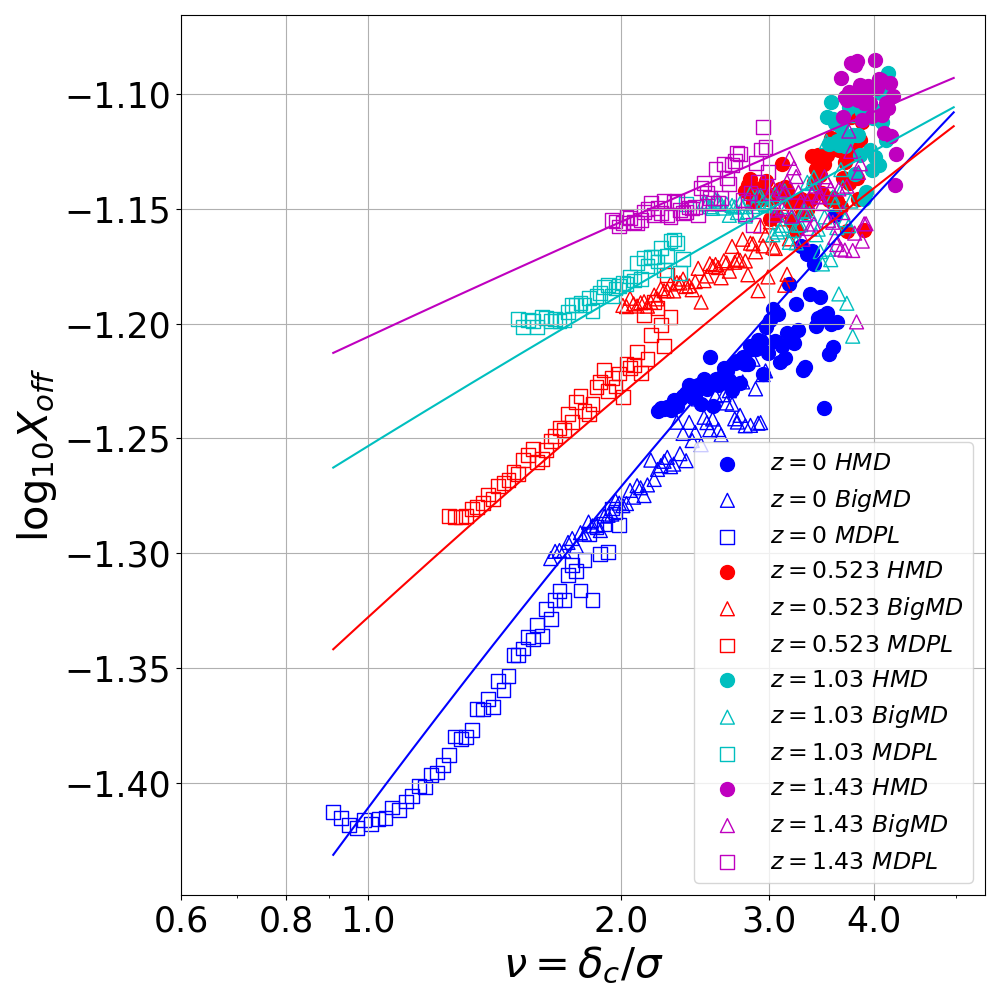 −1.10
−1.15
−1.20
−1.25
−1.30
−1.35
−1.40
log₁₀X_{off}
0.6 0.8 1.0 2.0 3.0 4.0
ν = δ_c/σ
z = 0 HMD
z = 0 BigMD
z = 0 MDPL
z = 0.523 HMD
z = 0.523 BigMD
z = 0.523 MDPL
z = 1.03 HMD
z = 1.03 BigMD
z = 1.03 MDPL
z = 1.43 HMD
z = 1.43 BigMD
z = 1.43 MDPL